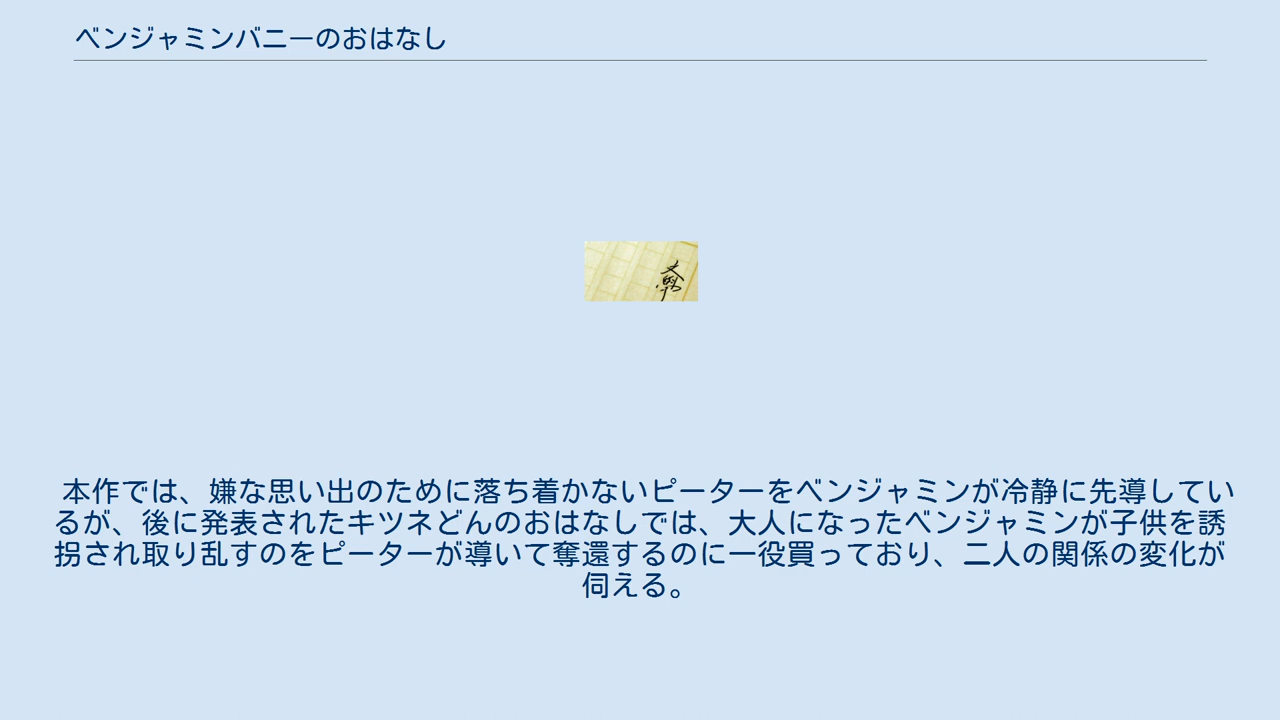 ベンジャミンバニーのおはなし
本作では、嫌な思い出のために落ち着かないピーターをベンジャミンが冷静に先導してい
るが、後に発表されたキツネどんのおはなしでは、大人になったベンジャミンが子供を誘
拐され取り乱すのをピーターが導いて奪還するのに一役買っており、二人の関係の変化が
伺える。